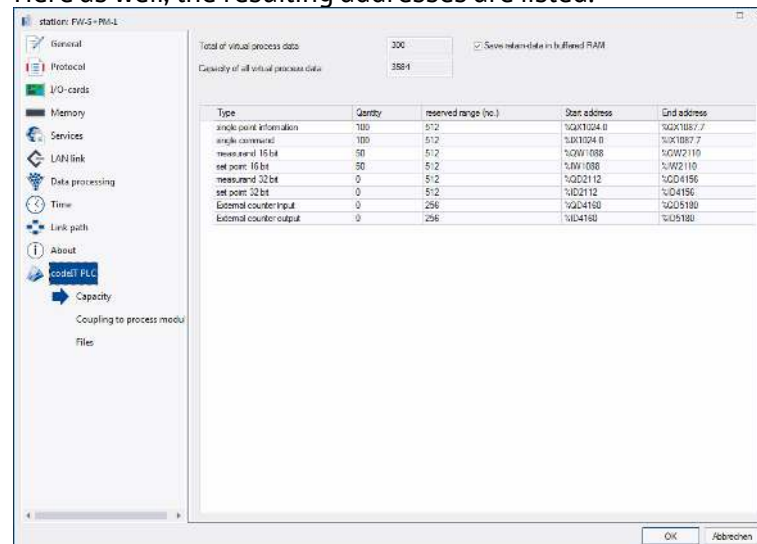 Here as well, the resulting addresses are listed.
station: FW-5-PM-1
General
Protocol
I/O-cards
Memory
Services
LAN link
Data processing
Time
Link path
About
codeIT PLC
Capacity
Coupling to process modul
Files
Total of virtual process data 300 Save retain-data in buffered RAM
Capacity of all virtual process data 3584
Type Qantity reserved range (no.) Start address End address
single point information 100 512 %QX1024.0 %QX1087.7
single command 100 512 %IX1024.0 %IX1087.7
measurand 16 bit 50 512 %QW1088 %QW2110
set point 16 bit 50 512 %IW1088 %IW2110
measurand 32 bit 0 512 %QD2112 %QD4156
set point 32 bit 0 512 %ID2112 %ID4156
External counter input 0 256 %QD4160 %QD5180
External counter output 0 256 %ID4160 %ID5180
OK Abbrechen